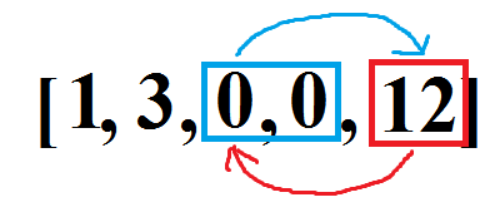 [ 1, 3, 0, 0, 12]